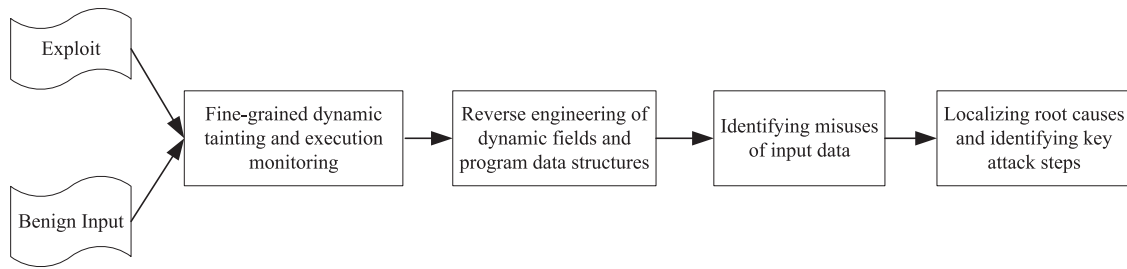 Exploit
Benign Input
Fine-grained dynamic
tainting and execution
monitoring
Reverse engineering of
dynamic fields and
program data structures
Identifying misuses
of input data
Localizing root causes
and identifying key
attack steps